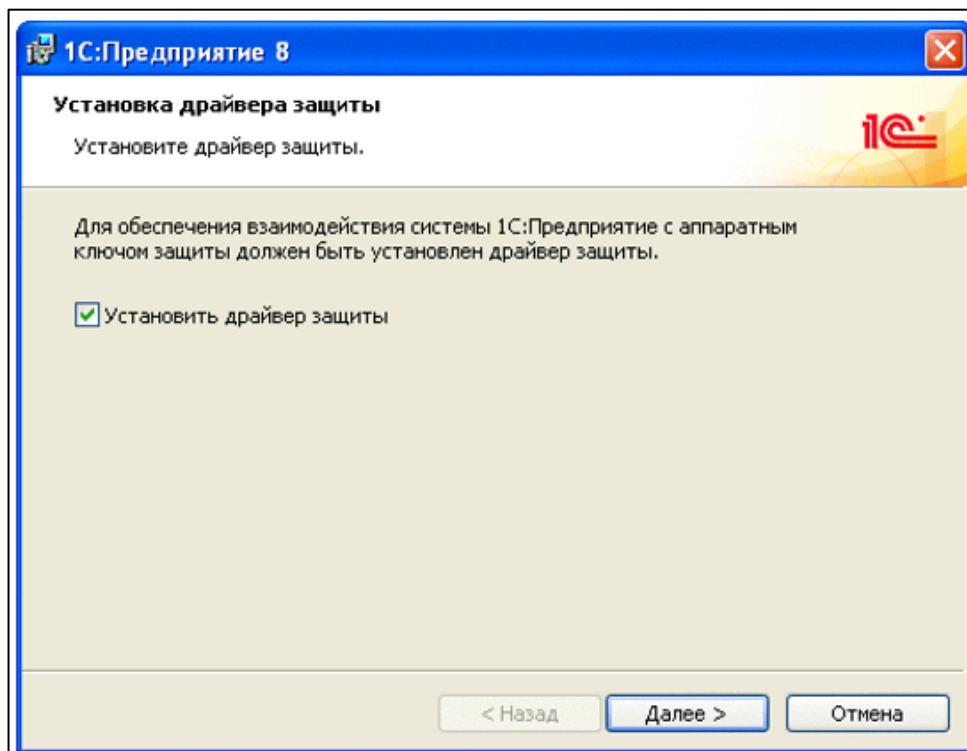 1С:Предприятие 8
Установка драйвера защиты
Установите драйвер защиты.
1С
Для обеспечения взаимодействия системы 1С:Предприятие с аппаратным
ключом защиты должен быть установлен драйвер защиты.
Установить драйвер защиты
< Назад
Далее >
Отмена